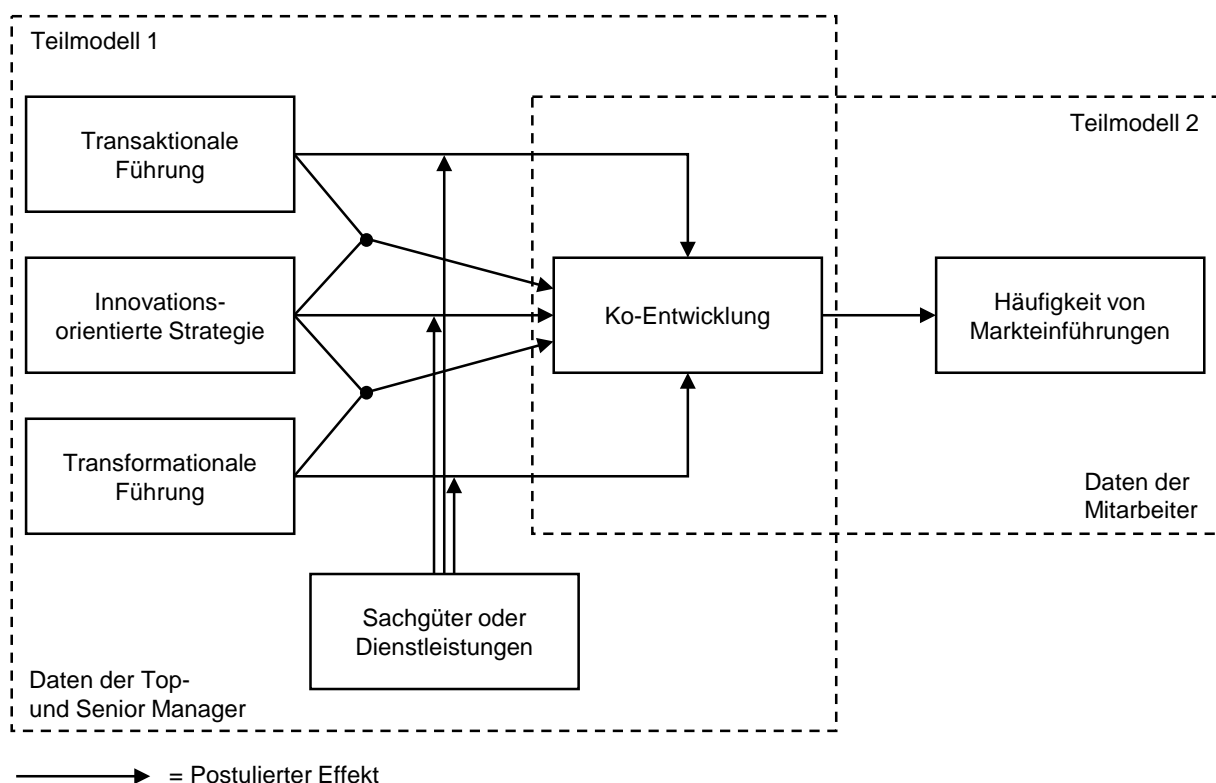 Teilmodell 1
Transaktionale
Führung
Teilmodell 2
Innovations-
orientierte Strategie
Ko-Entwicklung
Häufigkeit von
Markteinführungen
Transformationale
Führung
Daten der
Mitarbeiter
Sachgüter oder
Dienstleistungen
Daten der Top-
und Senior Manager
= Postulierter Effekt